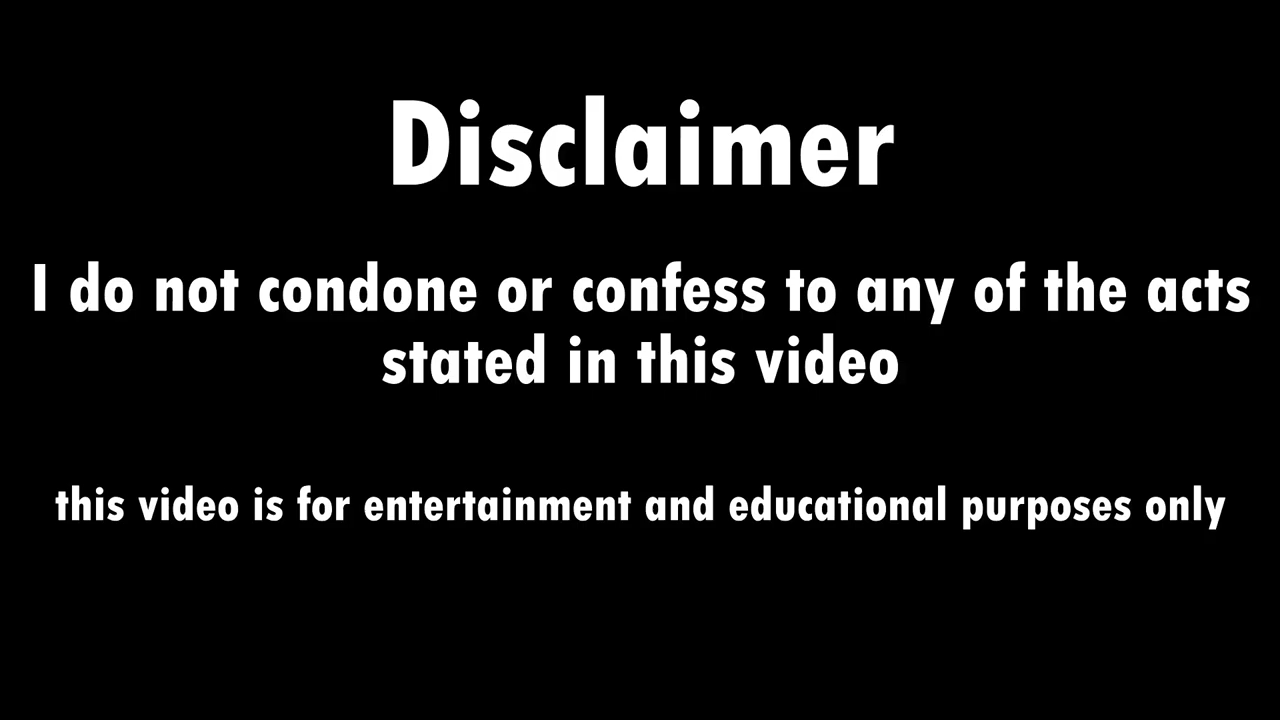 Disclaimer
I do not condone or confess to any of the acts
stated in this video
this video is for entertainment and educational purposes only